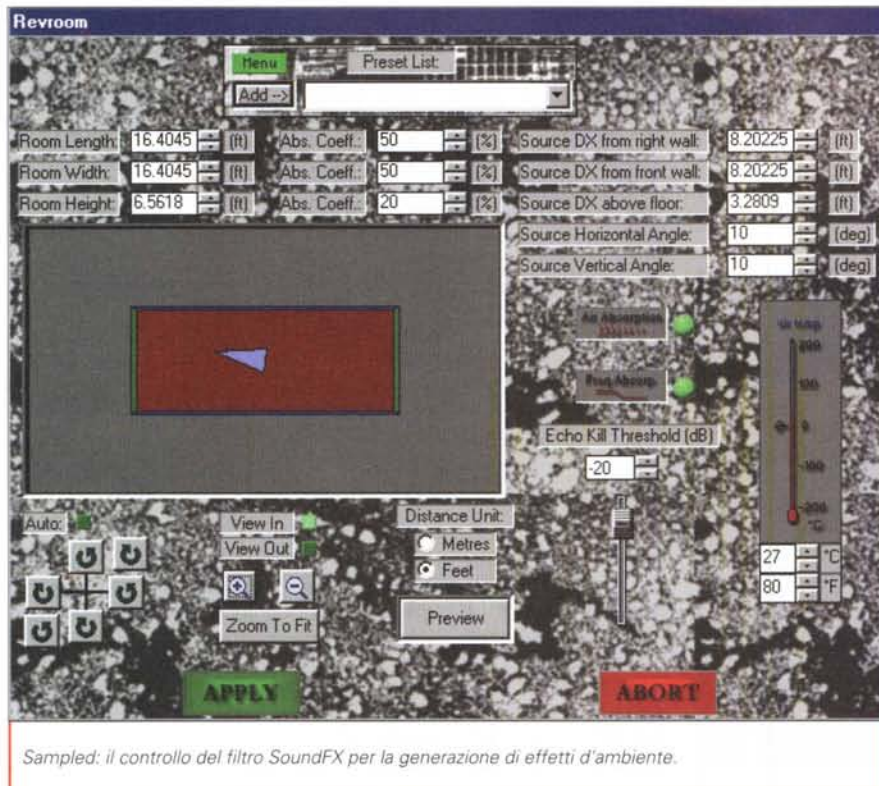 Revroom
Menu Preset List:
Add -->
Room Length: 16.4045 (ft) Abs. Coeff.: 50 (%) Source DX from right wall: 8.20225 (ft)
Room Width: 16.4045 (ft) Abs. Coeff.: 50 (%) Source DX from front wall: 8.20225 (ft)
Room Height: 6.5618 (ft) Abs. Coeff.: 20 (%) Source DX above floor: 3.2809 (ft)
Source Horizontal Angle: 10 (deg)
Source Vertical Angle: 10 (deg)
Air Absorption
200
Freq Absorp.
100
0
Echo Kill Threshold (dB)
-20
-100
-200
°C
Auto: View In Distance Unit:
View Out Metres
Feet
27 °C
80 °F
Zoom To Fit Preview
APPLY ABORT
Sampled: il controllo del filtro SoundFX per la generazione di effetti d'ambiente.